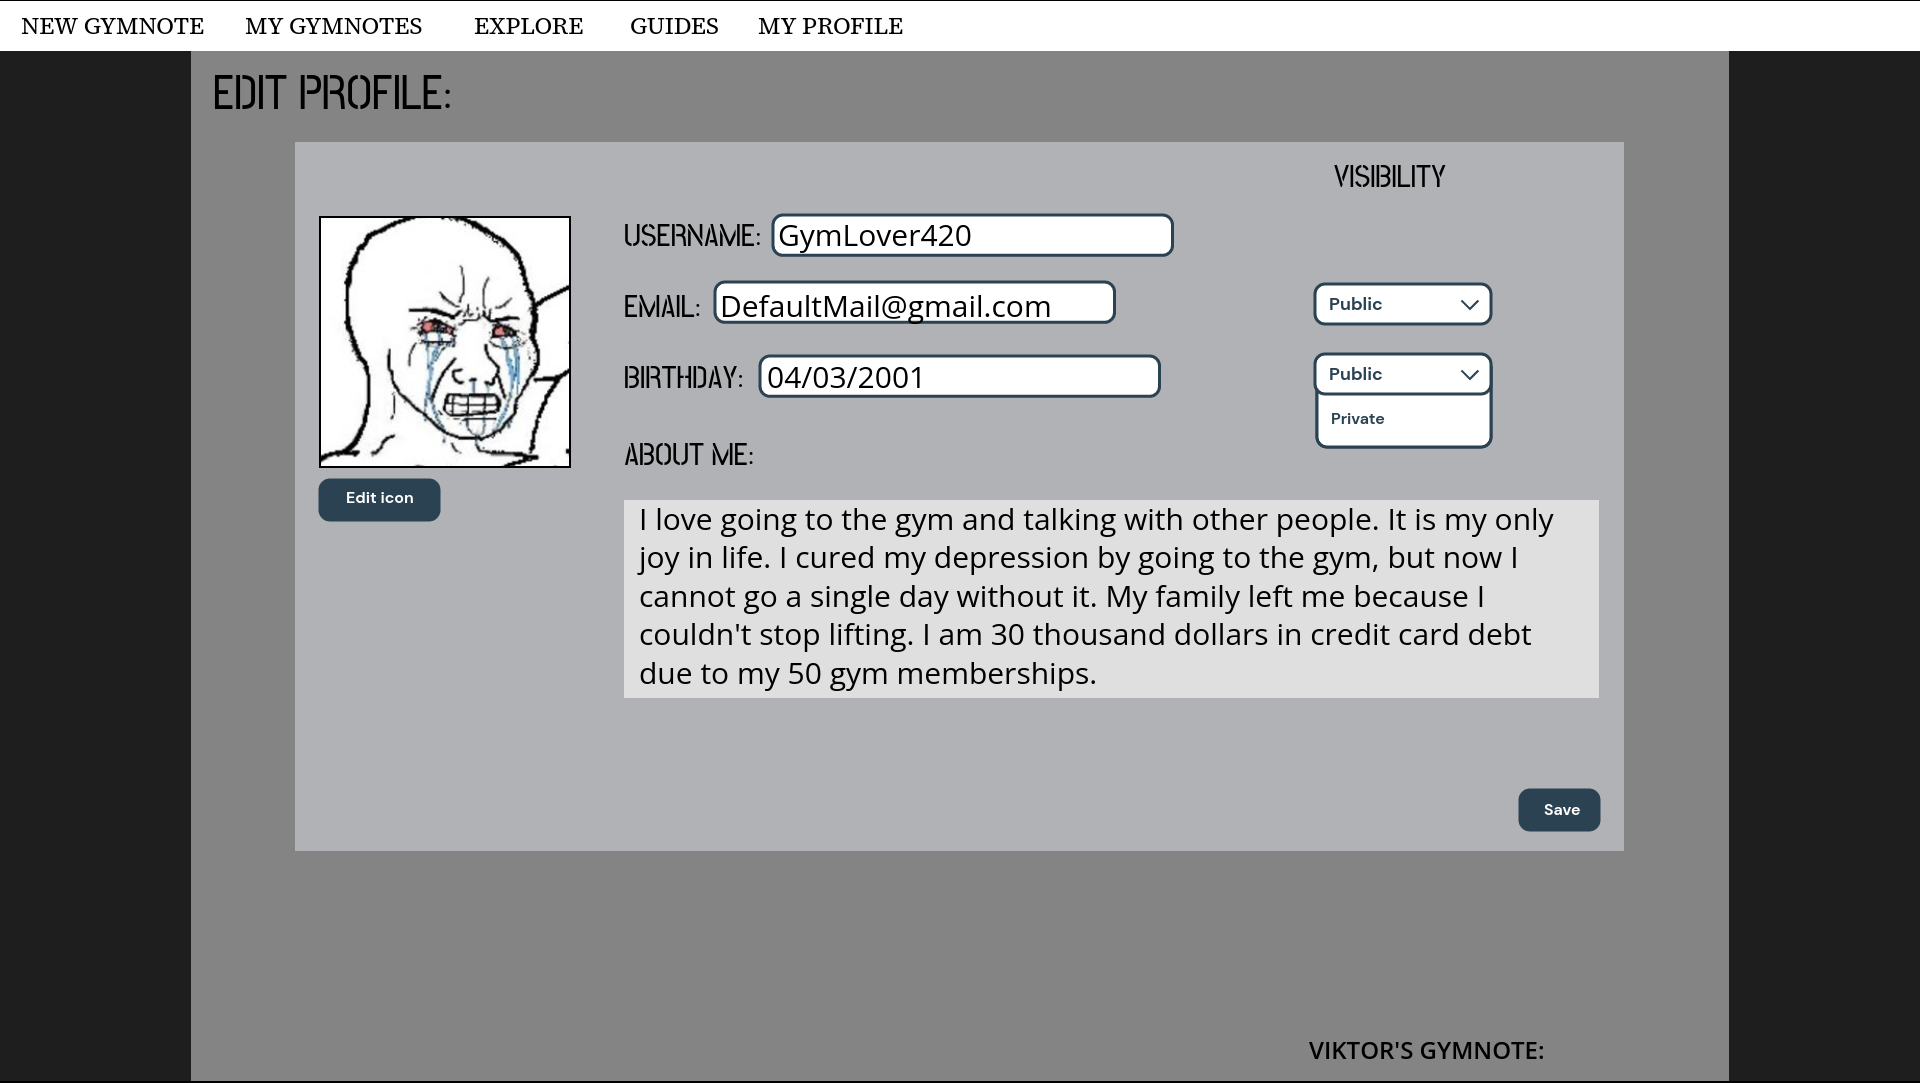 NEW GYMNOTE MY GYMNOTES EXPLORE GUIDES MY PROFILE
EDIT PROFILE:
VISIBILITY
USERNAME: GymLover420
EMAIL: DefaultMail@gmail.com Public
BIRTHDAY: 04/03/2001 Public
Private
ABOUT ME:
Edit icon
I love going to the gym and talking with other people. It is my only
joy in life. I cured my depression by going to the gym, but now I
cannot go a single day without it. My family left me because I
couldn't stop lifting. I am 30 thousand dollars in credit card debt
due to my 50 gym memberships.
Save
VIKTOR'S GYMNOTE: